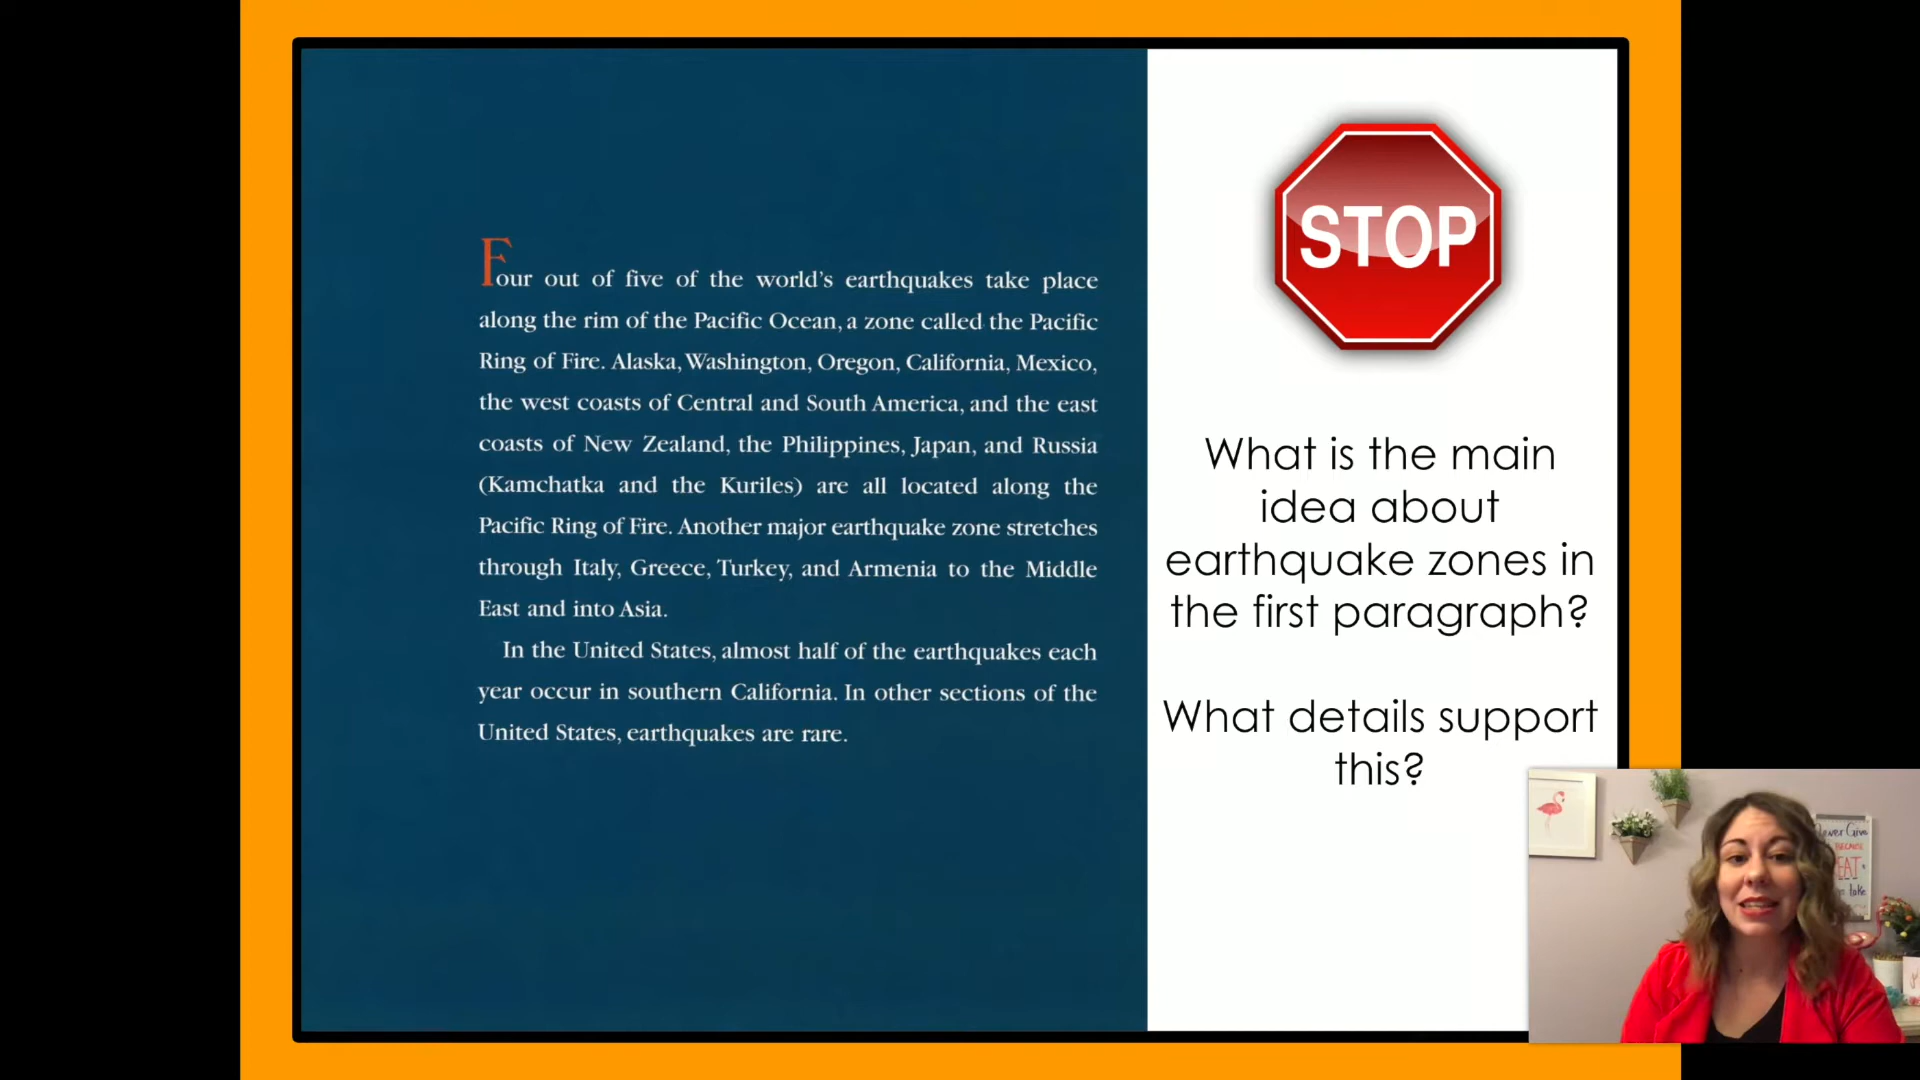 Four out of five of the world's earthquakes take place
along the rim of the Pacific Ocean, a zone called the Pacific
Ring of Fire. Alaska, Washington, Oregon, California, Mexico,
the west coasts of Central and South America, and the east
coasts of New Zealand, the Philippines, Japan, and Russia
(Kamchatka and the Kuriles) are all located along the
Pacific Ring of Fire. Another major earthquake zone stretches
through Italy, Greece, Turkey, and Armenia to the Middle
East and into Asia.
In the United States, almost half of the earthquakes each
year occur in southern California. In other sections of the
United States, earthquakes are rare.
STOP
What is the main
idea about
earthquake zones in
the first paragraph?
What details support
this?
Never Give
BECAUSE
take